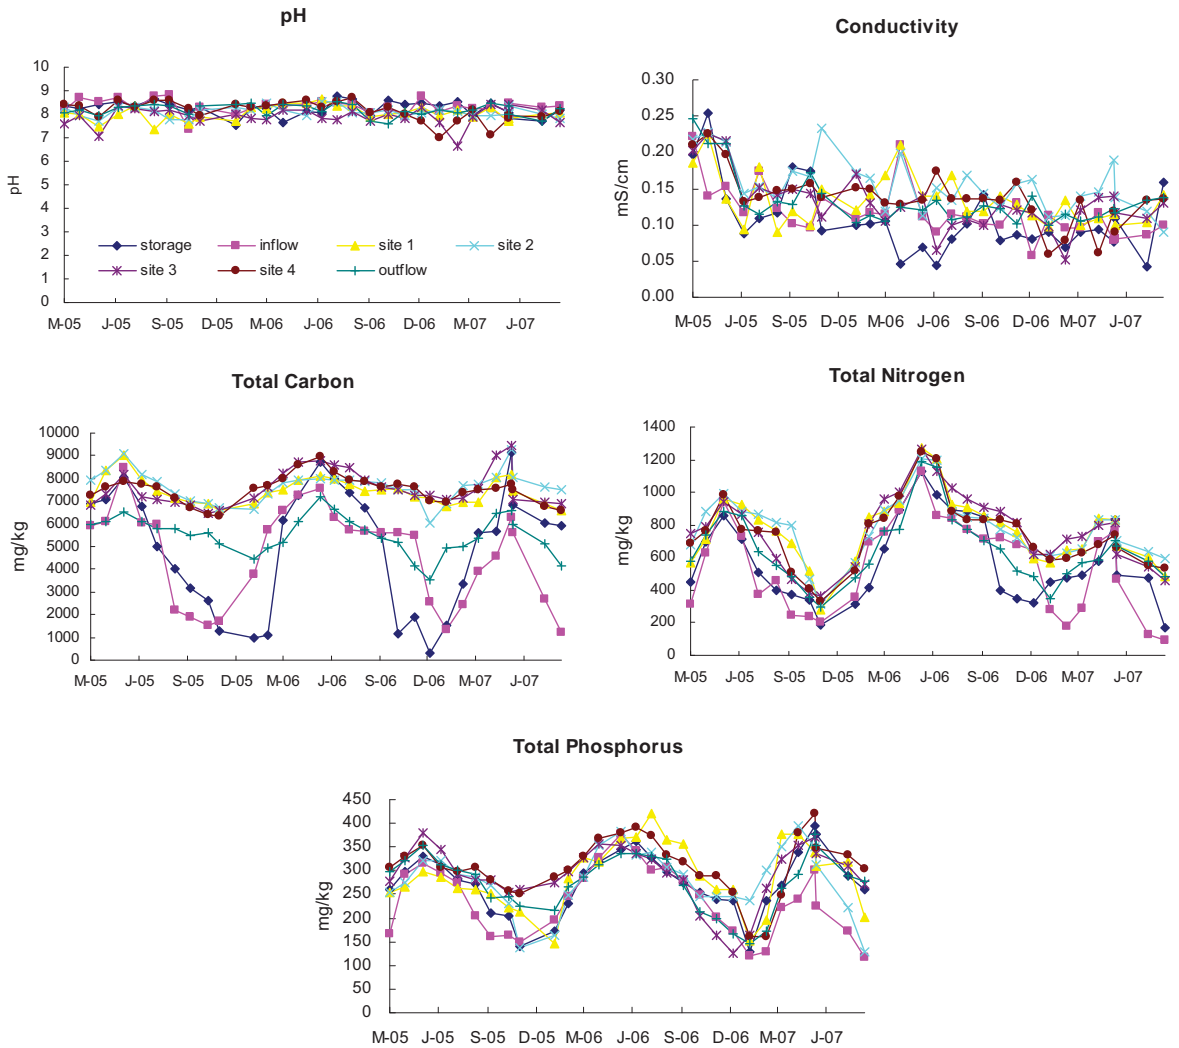 pH
10
9
8
7
6
5
4
3
2
1
0
pH
storage inflow site 1 site 2
site 3 site 4 outflow
M-05 J-05 S-05 D-05 M-06 J-06 S-06 D-06 M-07 J-07
Conductivity
0.30
0.25
0.20
0.15
0.10
0.05
0.00
mS/cm
M-05 J-05 S-05 D-05 M-06 J-06 S-06 D-06 M-07 J-07
Total Carbon
10000
9000
8000
7000
6000
5000
4000
3000
2000
1000
0
mg/kg
M-05 J-05 S-05 D-05 M-06 J-06 S-06 D-06 M-07 J-07
Total Nitrogen
1400
1200
1000
800
600
400
200
0
mg/kg
M-05 J-05 S-05 D-05 M-06 J-06 S-06 D-06 M-07 J-07
Total Phosphorus
450
400
350
300
250
200
150
100
50
0
mg/kg
M-05 J-05 S-05 D-05 M-06 J-06 S-06 D-06 M-07 J-07